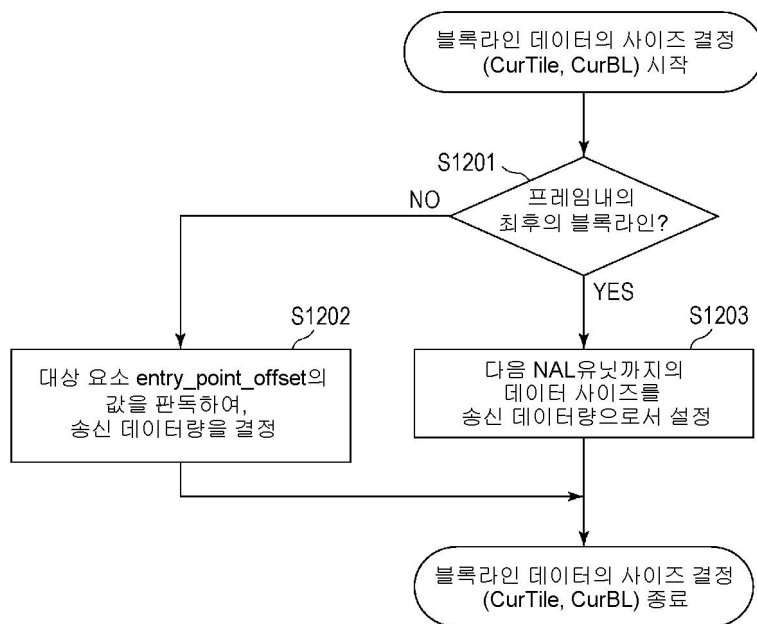 블록라인 데이터의 사이즈 결정
(CurTile, CurBL) 시작
S1201
프레임내의
최후의 블록라인?
NO
YES
S1202
대상 요소 entry_point_offset의
값을 판독하여,
송신 데이터량을 결정
S1203
다음 NAL유닛까지의
데이터 사이즈를
송신 데이터량으로서 설정
블록라인 데이터의 사이즈 결정
(CurTile, CurBL) 종료